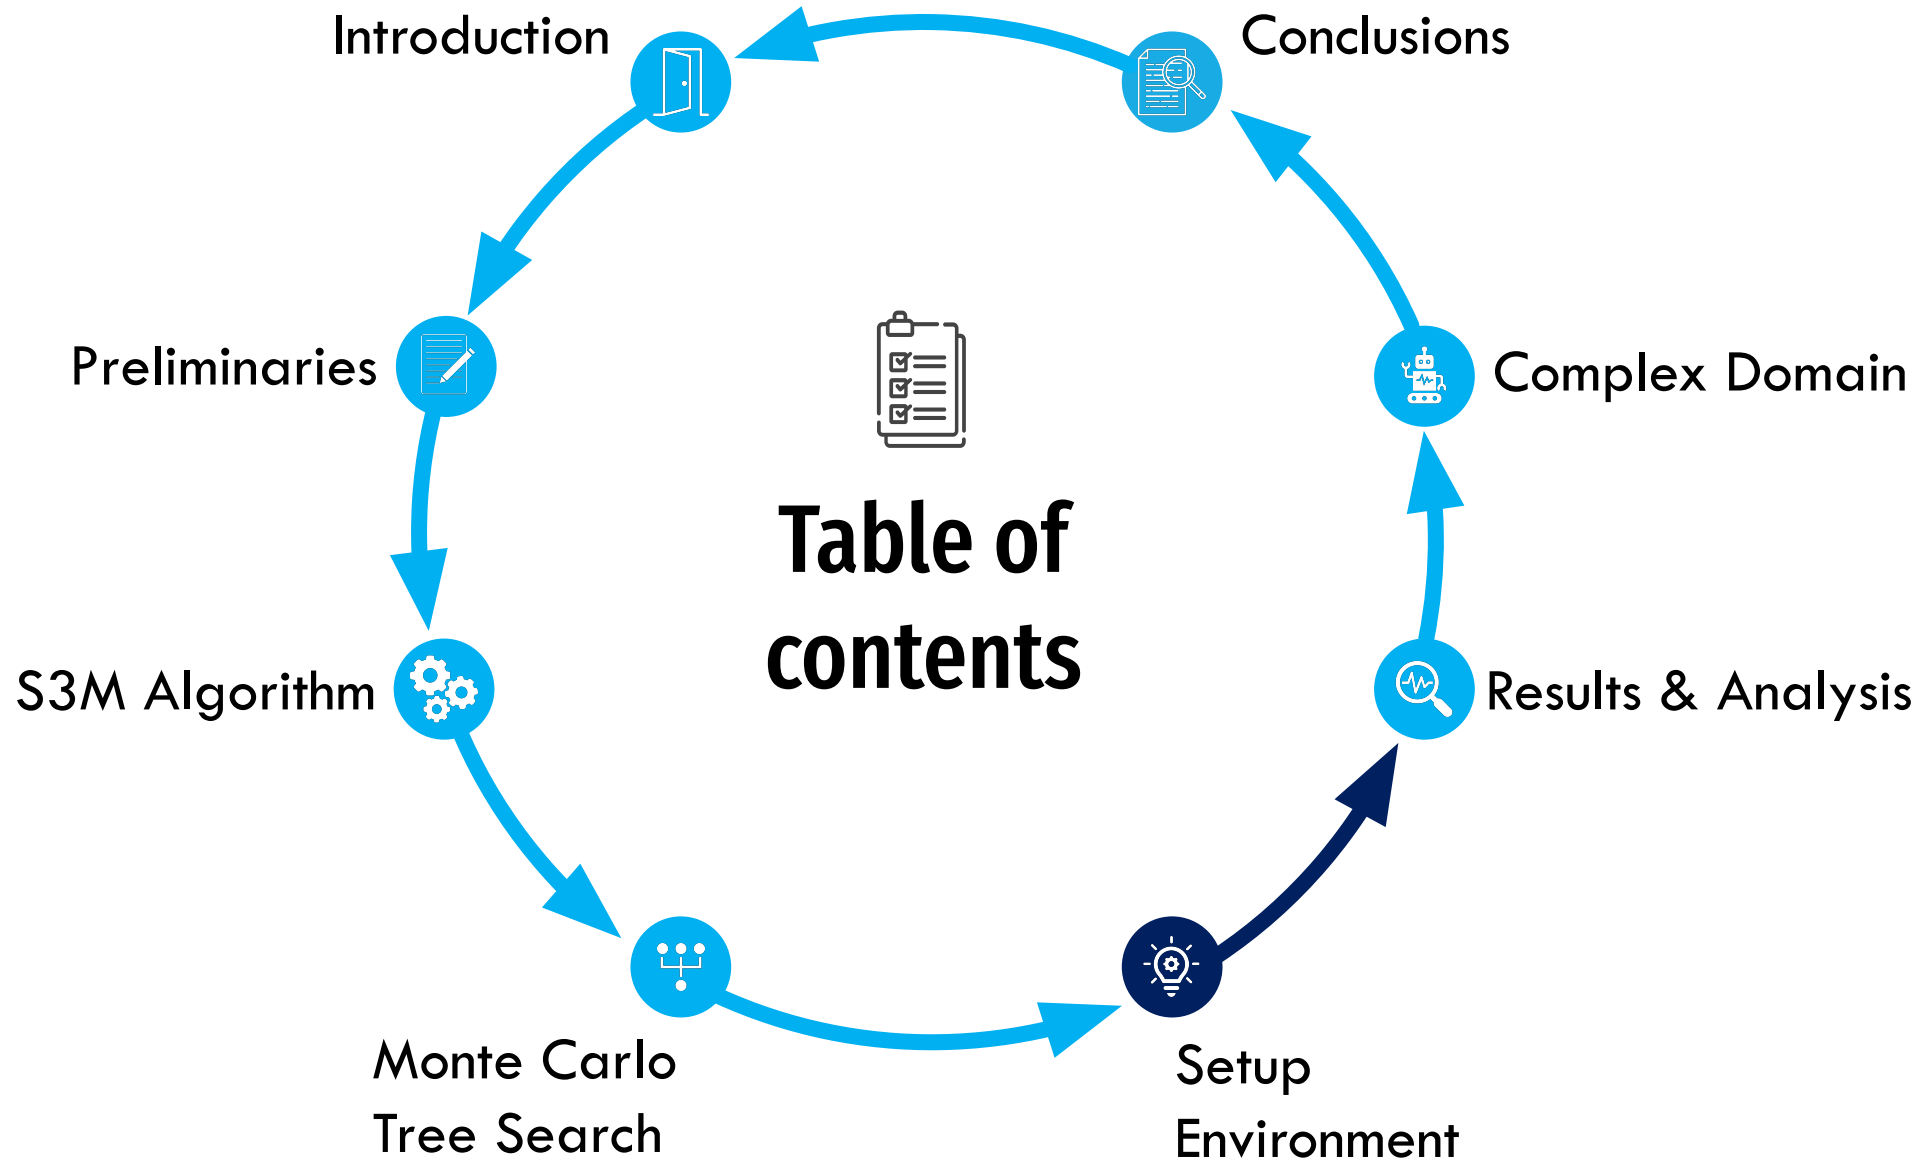 Introduction
Conclusions
Preliminaries
Complex Domain
Table of
contents
S3M Algorithm
Results & Analysis
Monte Carlo
Tree Search
Setup
Environment